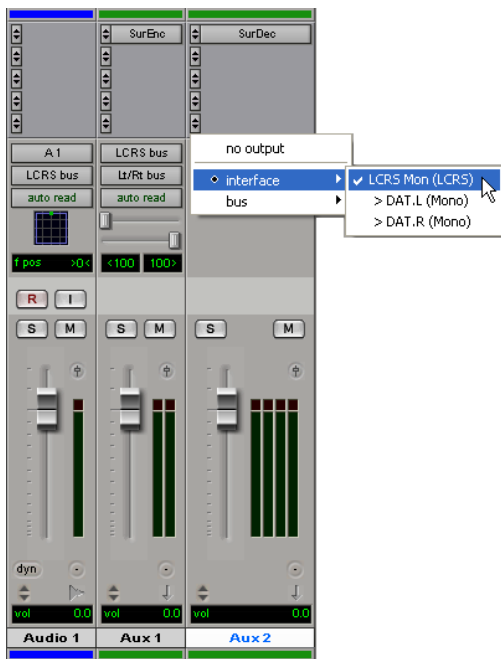 SurEnc
SurDec
A 1
LCRS bus
LCRS bus
Lt/Rt bus
auto read
auto read
no output
interface
bus
LCRS Mon (LCRS)
> DAT.L (Mono)
> DAT.R (Mono)
f pos >0<
<100 100>
R I
S M
S M
S M
dyn
vol 0.0
vol 0.0
vol 0.0
Audio 1
Aux 1
Aux 2